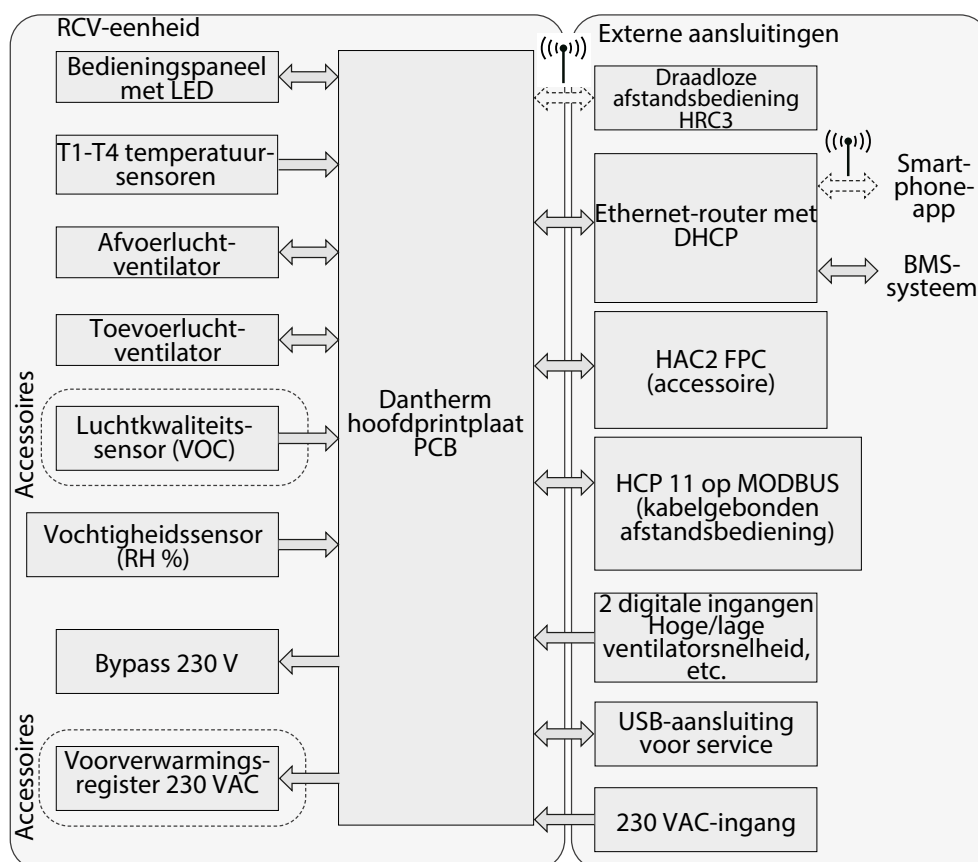 RCV-eenheid
Bedieningspaneel
met LED
T1-T4 temperatuur-
sensoren
Afvoerlucht-
ventilator
Toevoerlucht-
ventilator
Accessoires
Luchtkwaliteits-
sensor (VOC)
Vochtigheidssensor
(RH %)
Bypass 230 V
Accessoires
Voorverwarmings-
register 230 VAC
Dantherm
hoofdprintplaat
PCB
Externe aansluitingen
Draadloze
afstandsbediening
HRC3
Ethernet-router met
DHCP
Smart-
phone-
app
BMS-
systeem
HAC2 FPC
(accessoire)
HCP 11 op MODBUS
(kabelgebonden
afstandsbediening)
2 digitale ingangen
Hoge/lage
ventilatorsnelheid,
etc.
USB-aansluiting
voor service
230 VAC-ingang